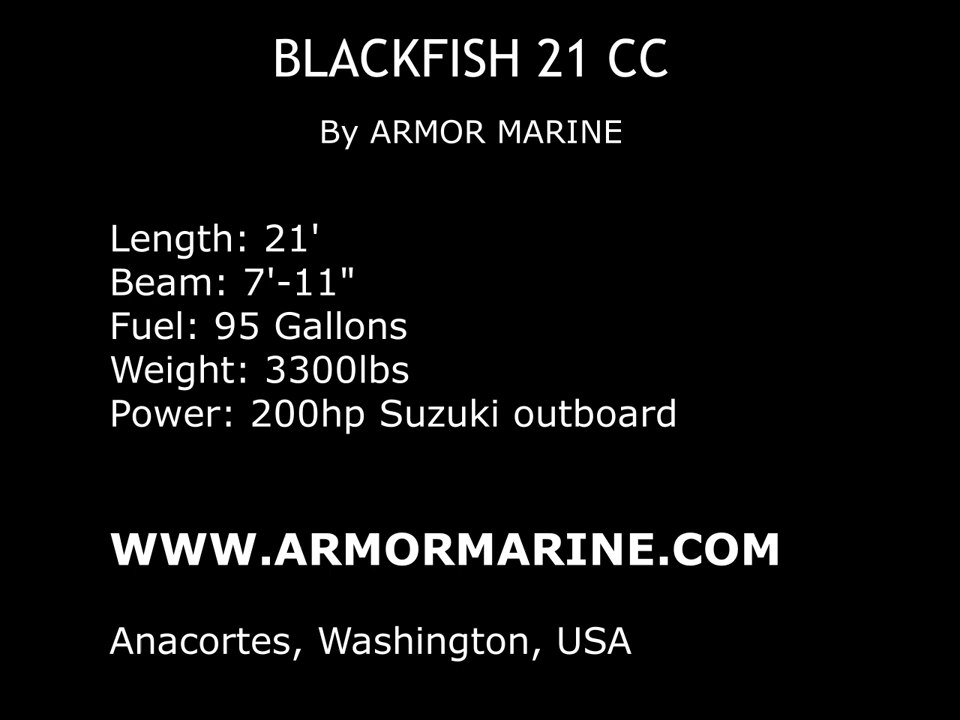 BLACKFISH 21 CC
By ARMOR MARINE
Length: 21'
Beam: 7'-11"
Fuel: 95 Gallons
Weight: 3300lbs
Power: 200hp Suzuki outboard
WWW.ARMORMARINE.COM
Anacortes, Washington, USA